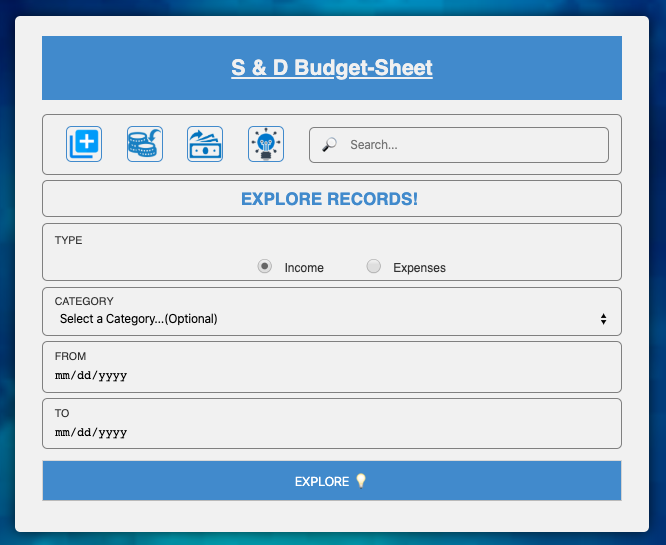 S & D Budget-Sheet
Search...
EXPLORE RECORDS!
TYPE
Income Expenses
CATEGORY
Select a Category...(Optional)
FROM
mm/dd/yyyy
TO
mm/dd/yyyy
EXPLORE 💡